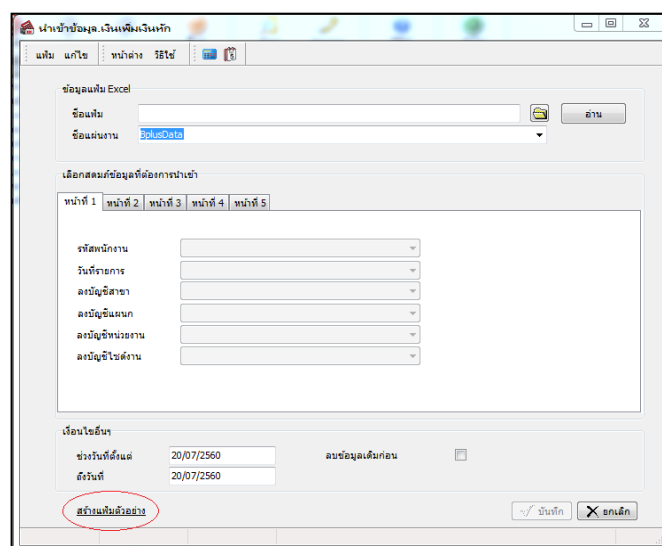 นำเข้าข้อมูล.เงินเพิ่มเงินหัก
แฟ้ม แก้ไข หน้าต่าง วิธีใช้
ข้อมูลแฟ้ม Excel
ชื่อแฟ้ม อ่าน
ชื่อแผ่นงาน BplusData
เลือกสดมภ์ข้อมูลที่ต้องการนำเข้า
หน้าที่ 1 หน้าที่ 2 หน้าที่ 3 หน้าที่ 4 หน้าที่ 5
รหัสพนักงาน
วันที่รายการ
ลงบัญชีสาขา
ลงบัญชีแผนก
ลงบัญชีหน่วยงาน
ลงบัญชีไซด์งาน
เงื่อนไขอื่นๆ
ช่วงวันที่ตั้งแต่ 20/07/2560 ลบข้อมูลเดิมก่อน
ถึงวันที่ 20/07/2560
สร้างแฟ้มตัวอย่าง บันทึก ยกเลิก